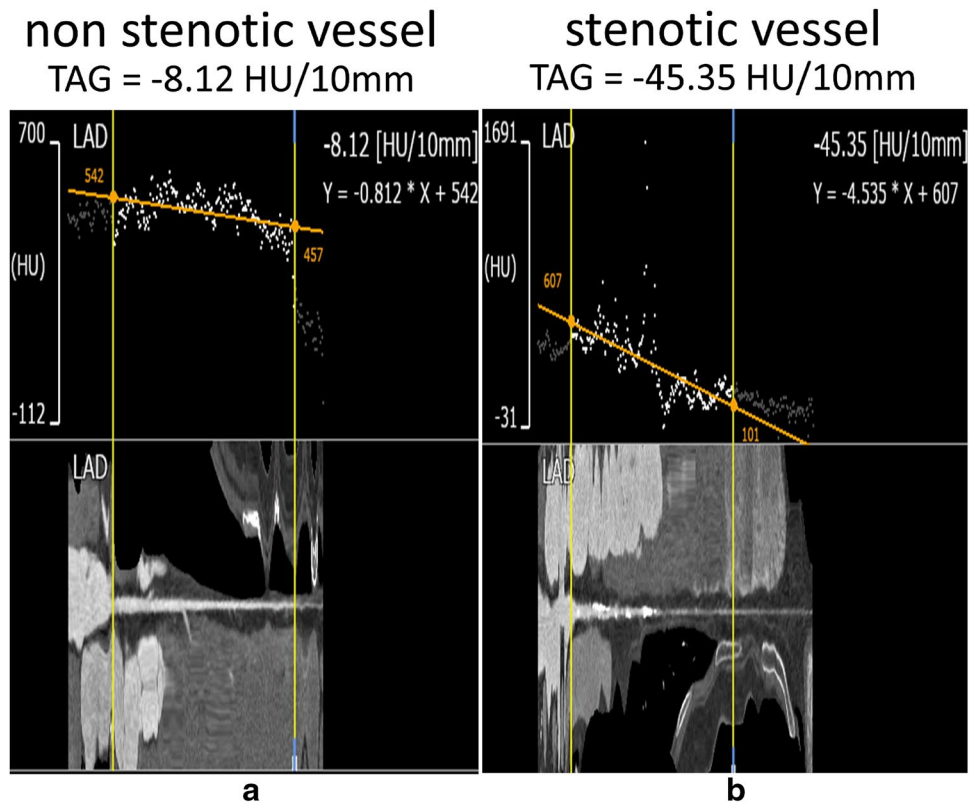 non stenotic vessel
TAG = -8.12 HU/10mm
stenotic vessel
TAG = -45.35 HU/10mm
700
LAD
-8.12 [HU/10mm]
542
Y = -0.812 * X + 542
(HU)
457
-112
LAD
a
1691
LAD
-45.35 [HU/10mm]
Y = -4.535 * X + 607
(HU)
607
-31
101
LAD
b